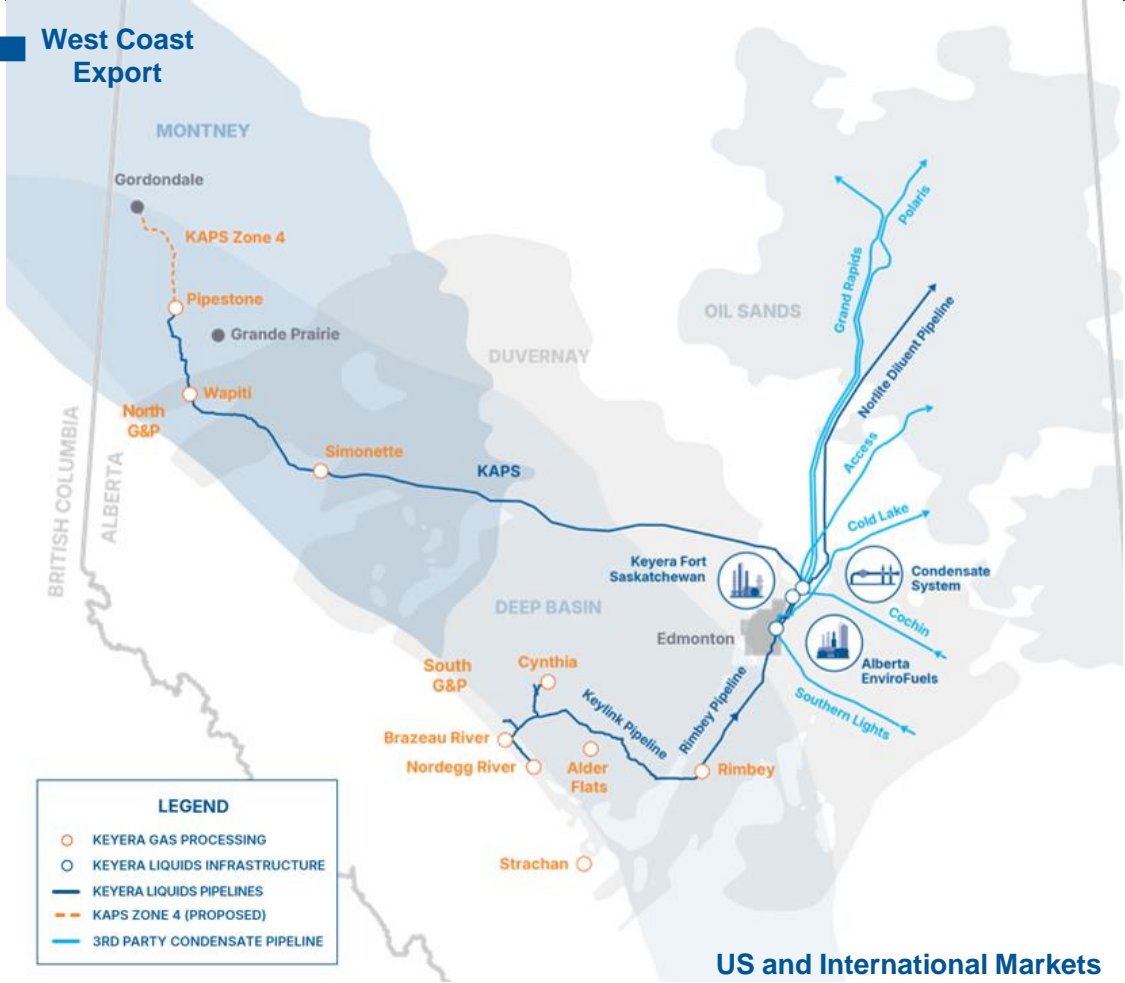 West Coast
Export
MONTNEY
Gordondale
KAPS Zone 4
Pipestone
Grande Prairie
Wapiti
North
G&P
Simonette
KAPS
DUVERNAY
OIL SANDS
Grand Rapids
Polaris
Norlite Diluent Pipeline
Access
Cold Lake
BRITISH COLUMBIA
ALBERTA
Keyera Fort
Saskatchewan
Condensate
System
Cochin
DEEP BASIN
Edmonton
Alberta
EnviroFuels
Southern Lights
South
G&P
Cynthia
Keylink Pipeline
Rimbey Pipeline
Brazeau River
Nordegg River
Alder
Flats
Rimbey
Strachan
LEGEND
KEYERA GAS PROCESSING
KEYERA LIQUIDS INFRASTRUCTURE
KEYERA LIQUIDS PIPELINES
KAPS ZONE 4 (PROPOSED)
3RD PARTY CONDENSATE PIPELINE
US and International Markets